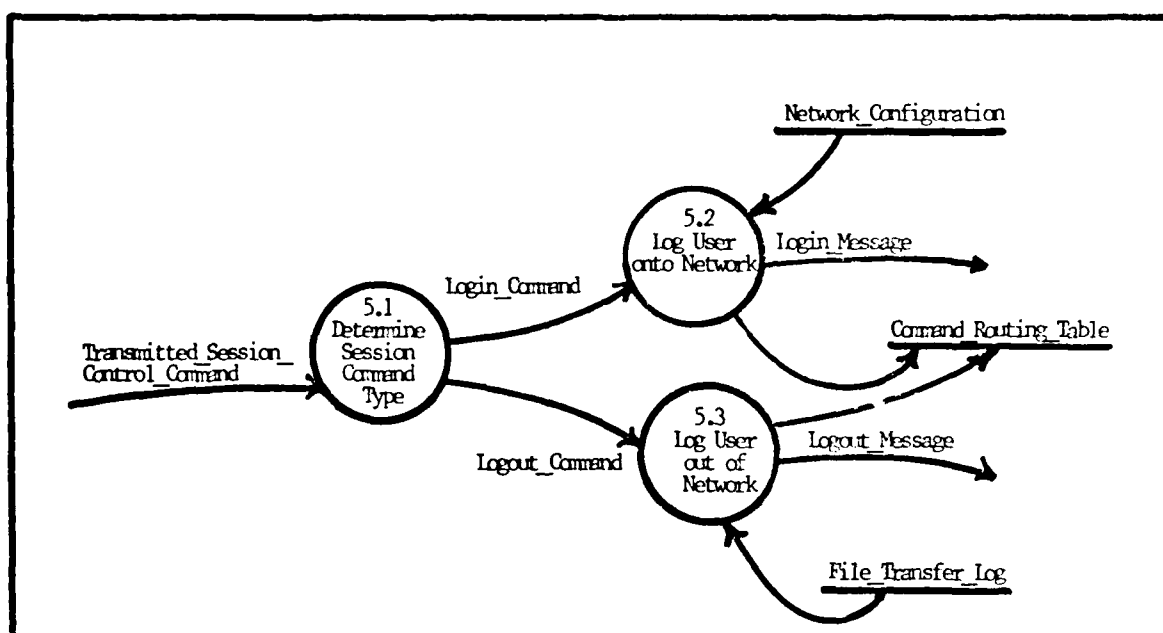 Network_Configuration
5.2
Log User
onto Network
Login_Message
Login_Command
5.1
Determine
Session
Command
Type
Transmitted_Session_
Control_Command
Command_Routing_Table
5.3
Log User
out of
Network
Logout_Message
Logout_Command
File_Transfer_Log